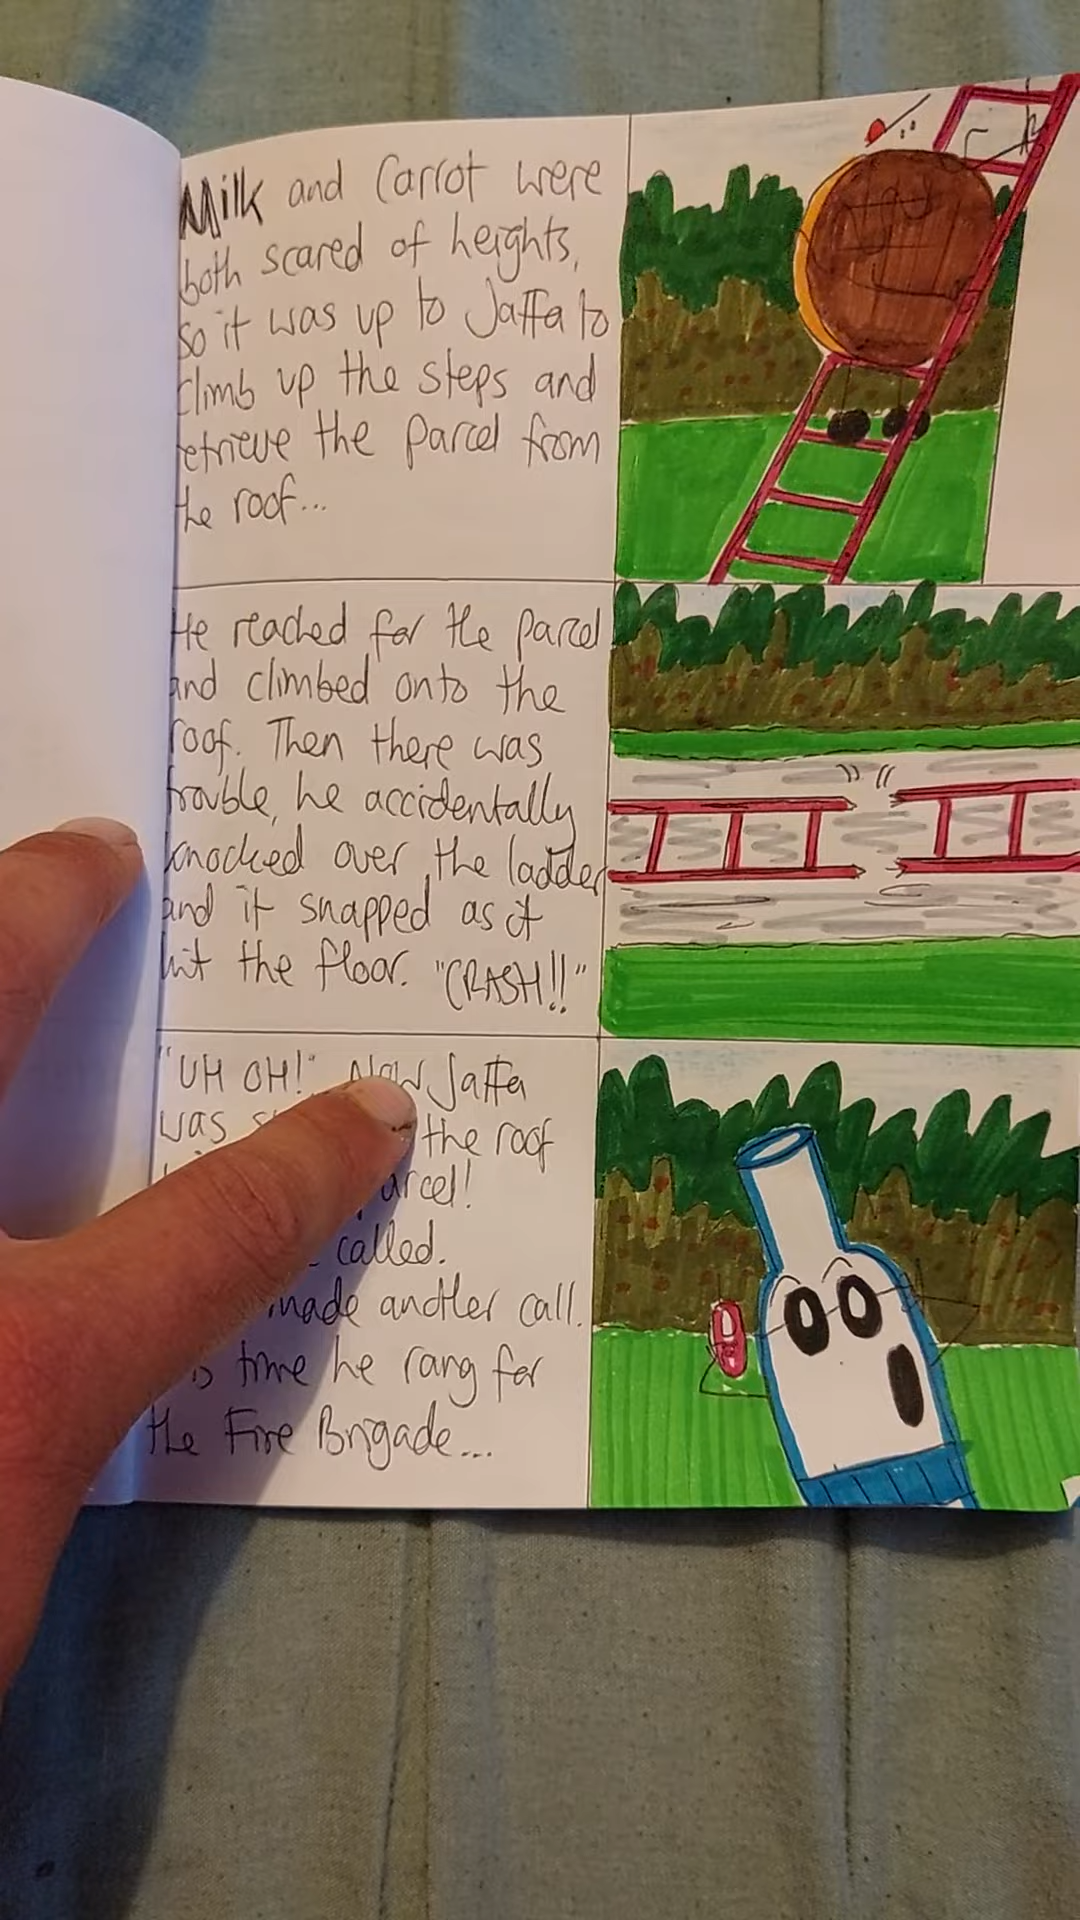 Milk and Carrot were
both scared of heights,
so it was up to Jaffa to
climb up the steps and
retrieve the parcel from
the roof...
He reached for the parcel
and climbed onto the
roof. Then there was
trouble, he accidentally
knocked over the ladder
and it snapped as it
hit the floor. "CRASH!!"
"UH OH!" Now Jaffa
was the roof
called.
made another call.
time he rang for
the Fire Brigade...